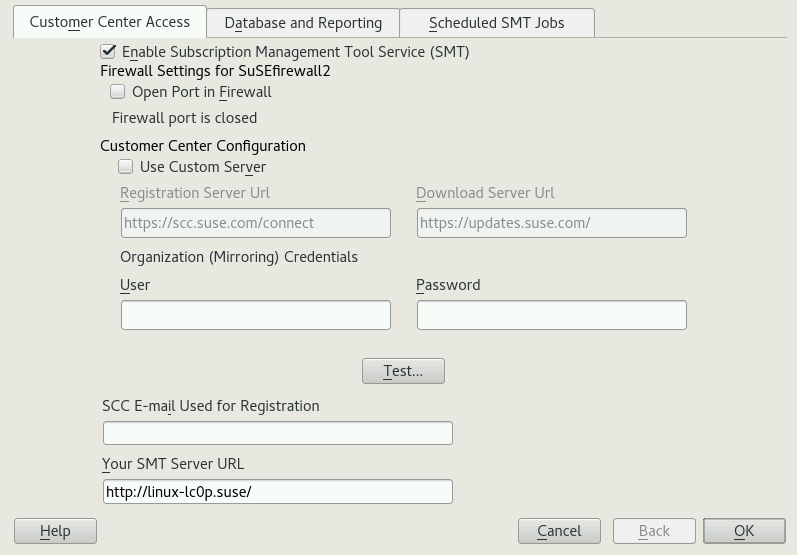 Customer Center Access Database and Reporting Scheduled SMT Jobs
Enable Subscription Management Tool Service (SMT)
Firewall Settings for SuSEfirewall2
Open Port in Firewall
Firewall port is closed
Customer Center Configuration
Use Custom Server
Registration Server Url Download Server Url
https://scc.suse.com/connect https://updates.suse.com/
Organization (Mirroring) Credentials
User Password
Test...
SCC E-mail Used for Registration
Your SMT Server URL
http://linux-lc0p.suse/
Help Cancel Back OK